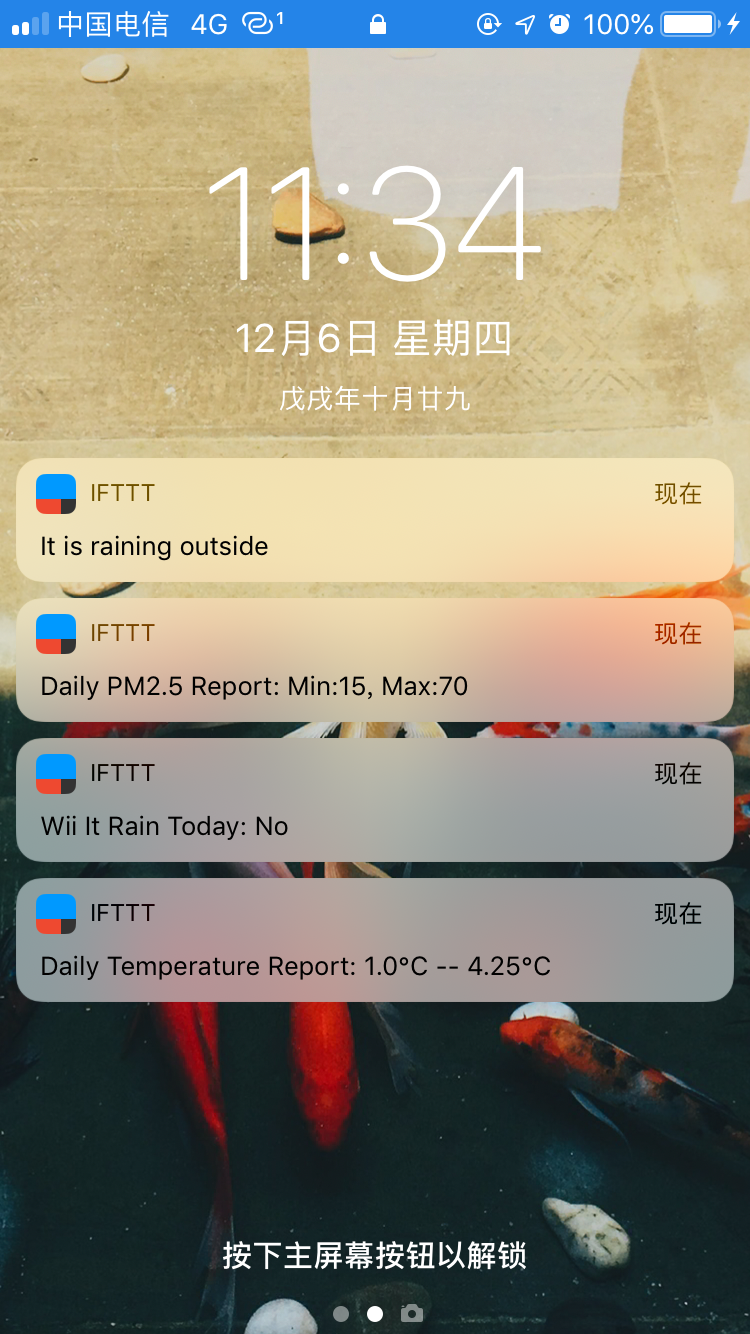 中国电信 4G 1 100%
11:34
12月6日 星期四
戊戌年十月廿九
IFTTT 现在
It is raining outside
IFTTT 现在
Daily PM2.5 Report: Min:15, Max:70
IFTTT 现在
Wii It Rain Today: No
IFTTT 现在
Daily Temperature Report: 1.0°C -- 4.25°C
按下主屏幕按钮以解锁